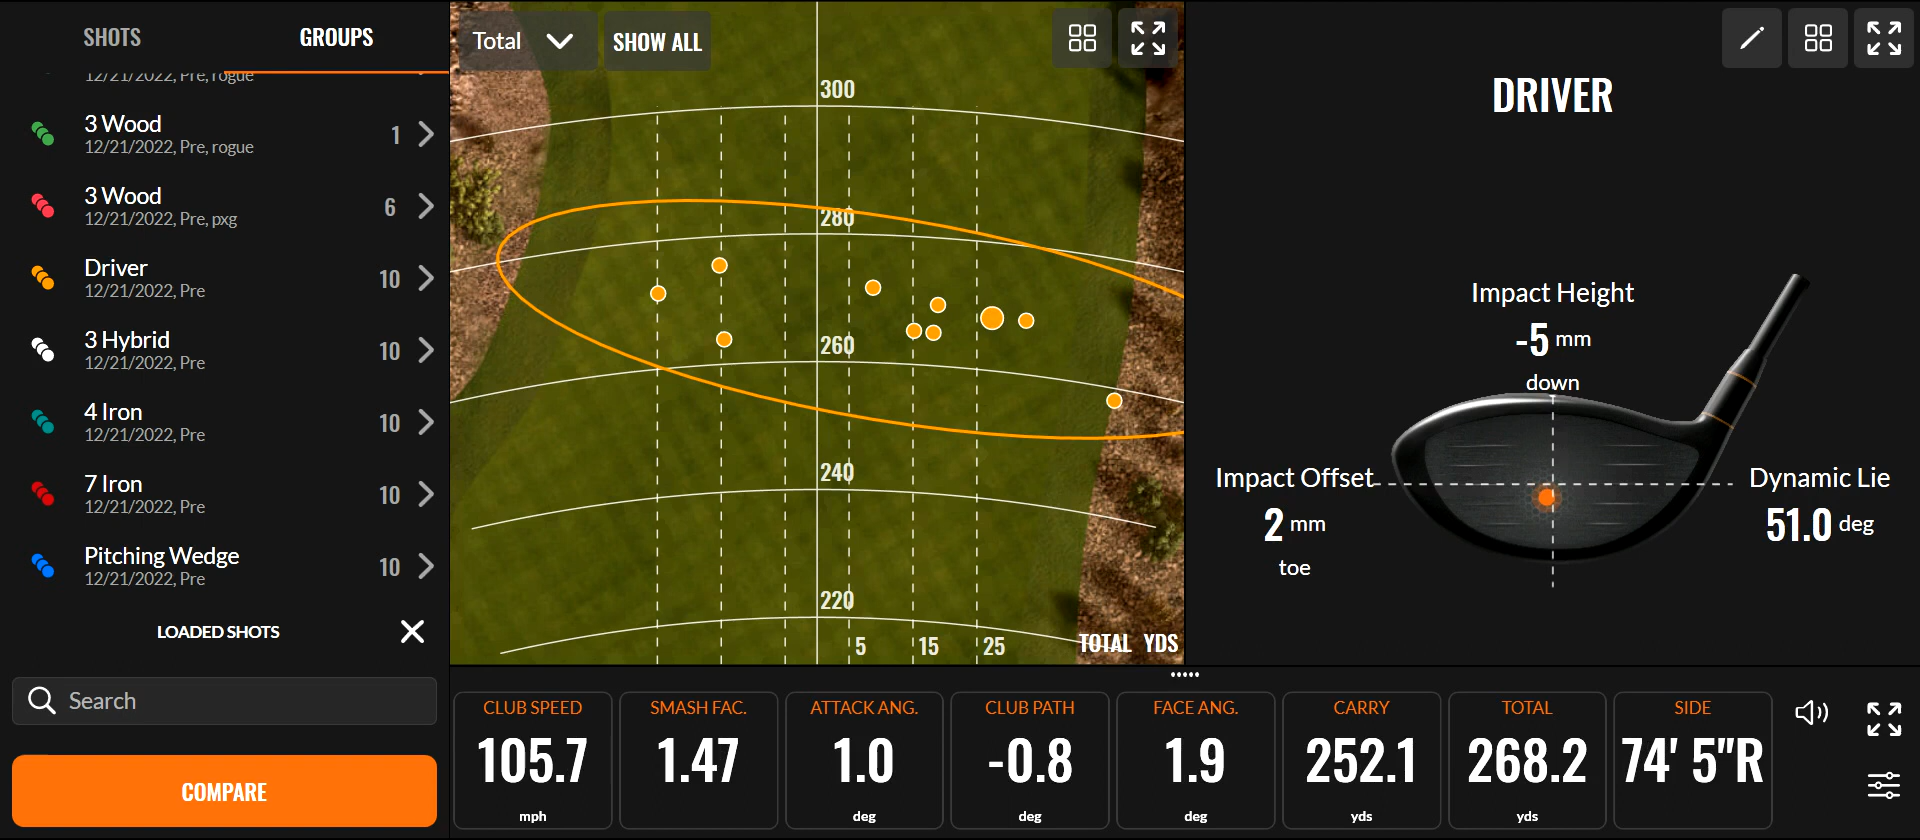 SHOTS
GROUPS
12/21/2022, Pre, rogue
3 Wood
12/21/2022, Pre, rogue
1
3 Wood
12/21/2022, Pre, pxg
6
Driver
12/21/2022, Pre
10
3 Hybrid
12/21/2022, Pre
10
4 Iron
12/21/2022, Pre
10
7 Iron
12/21/2022, Pre
10
Pitching Wedge
12/21/2022, Pre
10
LOADED SHOTS
Search
COMPARE
Total
SHOW ALL
300
280
260
240
220
5
15
25
TOTAL YDS
DRIVER
Impact Height
-5 mm
down
Impact Offset
2 mm
toe
Dynamic Lie
51.0 deg
CLUB SPEED
105.7
mph
SMASH FAC.
1.47
ATTACK ANG.
1.0
deg
CLUB PATH
-0.8
deg
FACE ANG.
1.9
deg
CARRY
252.1
yds
TOTAL
268.2
yds
SIDE
74' 5"R